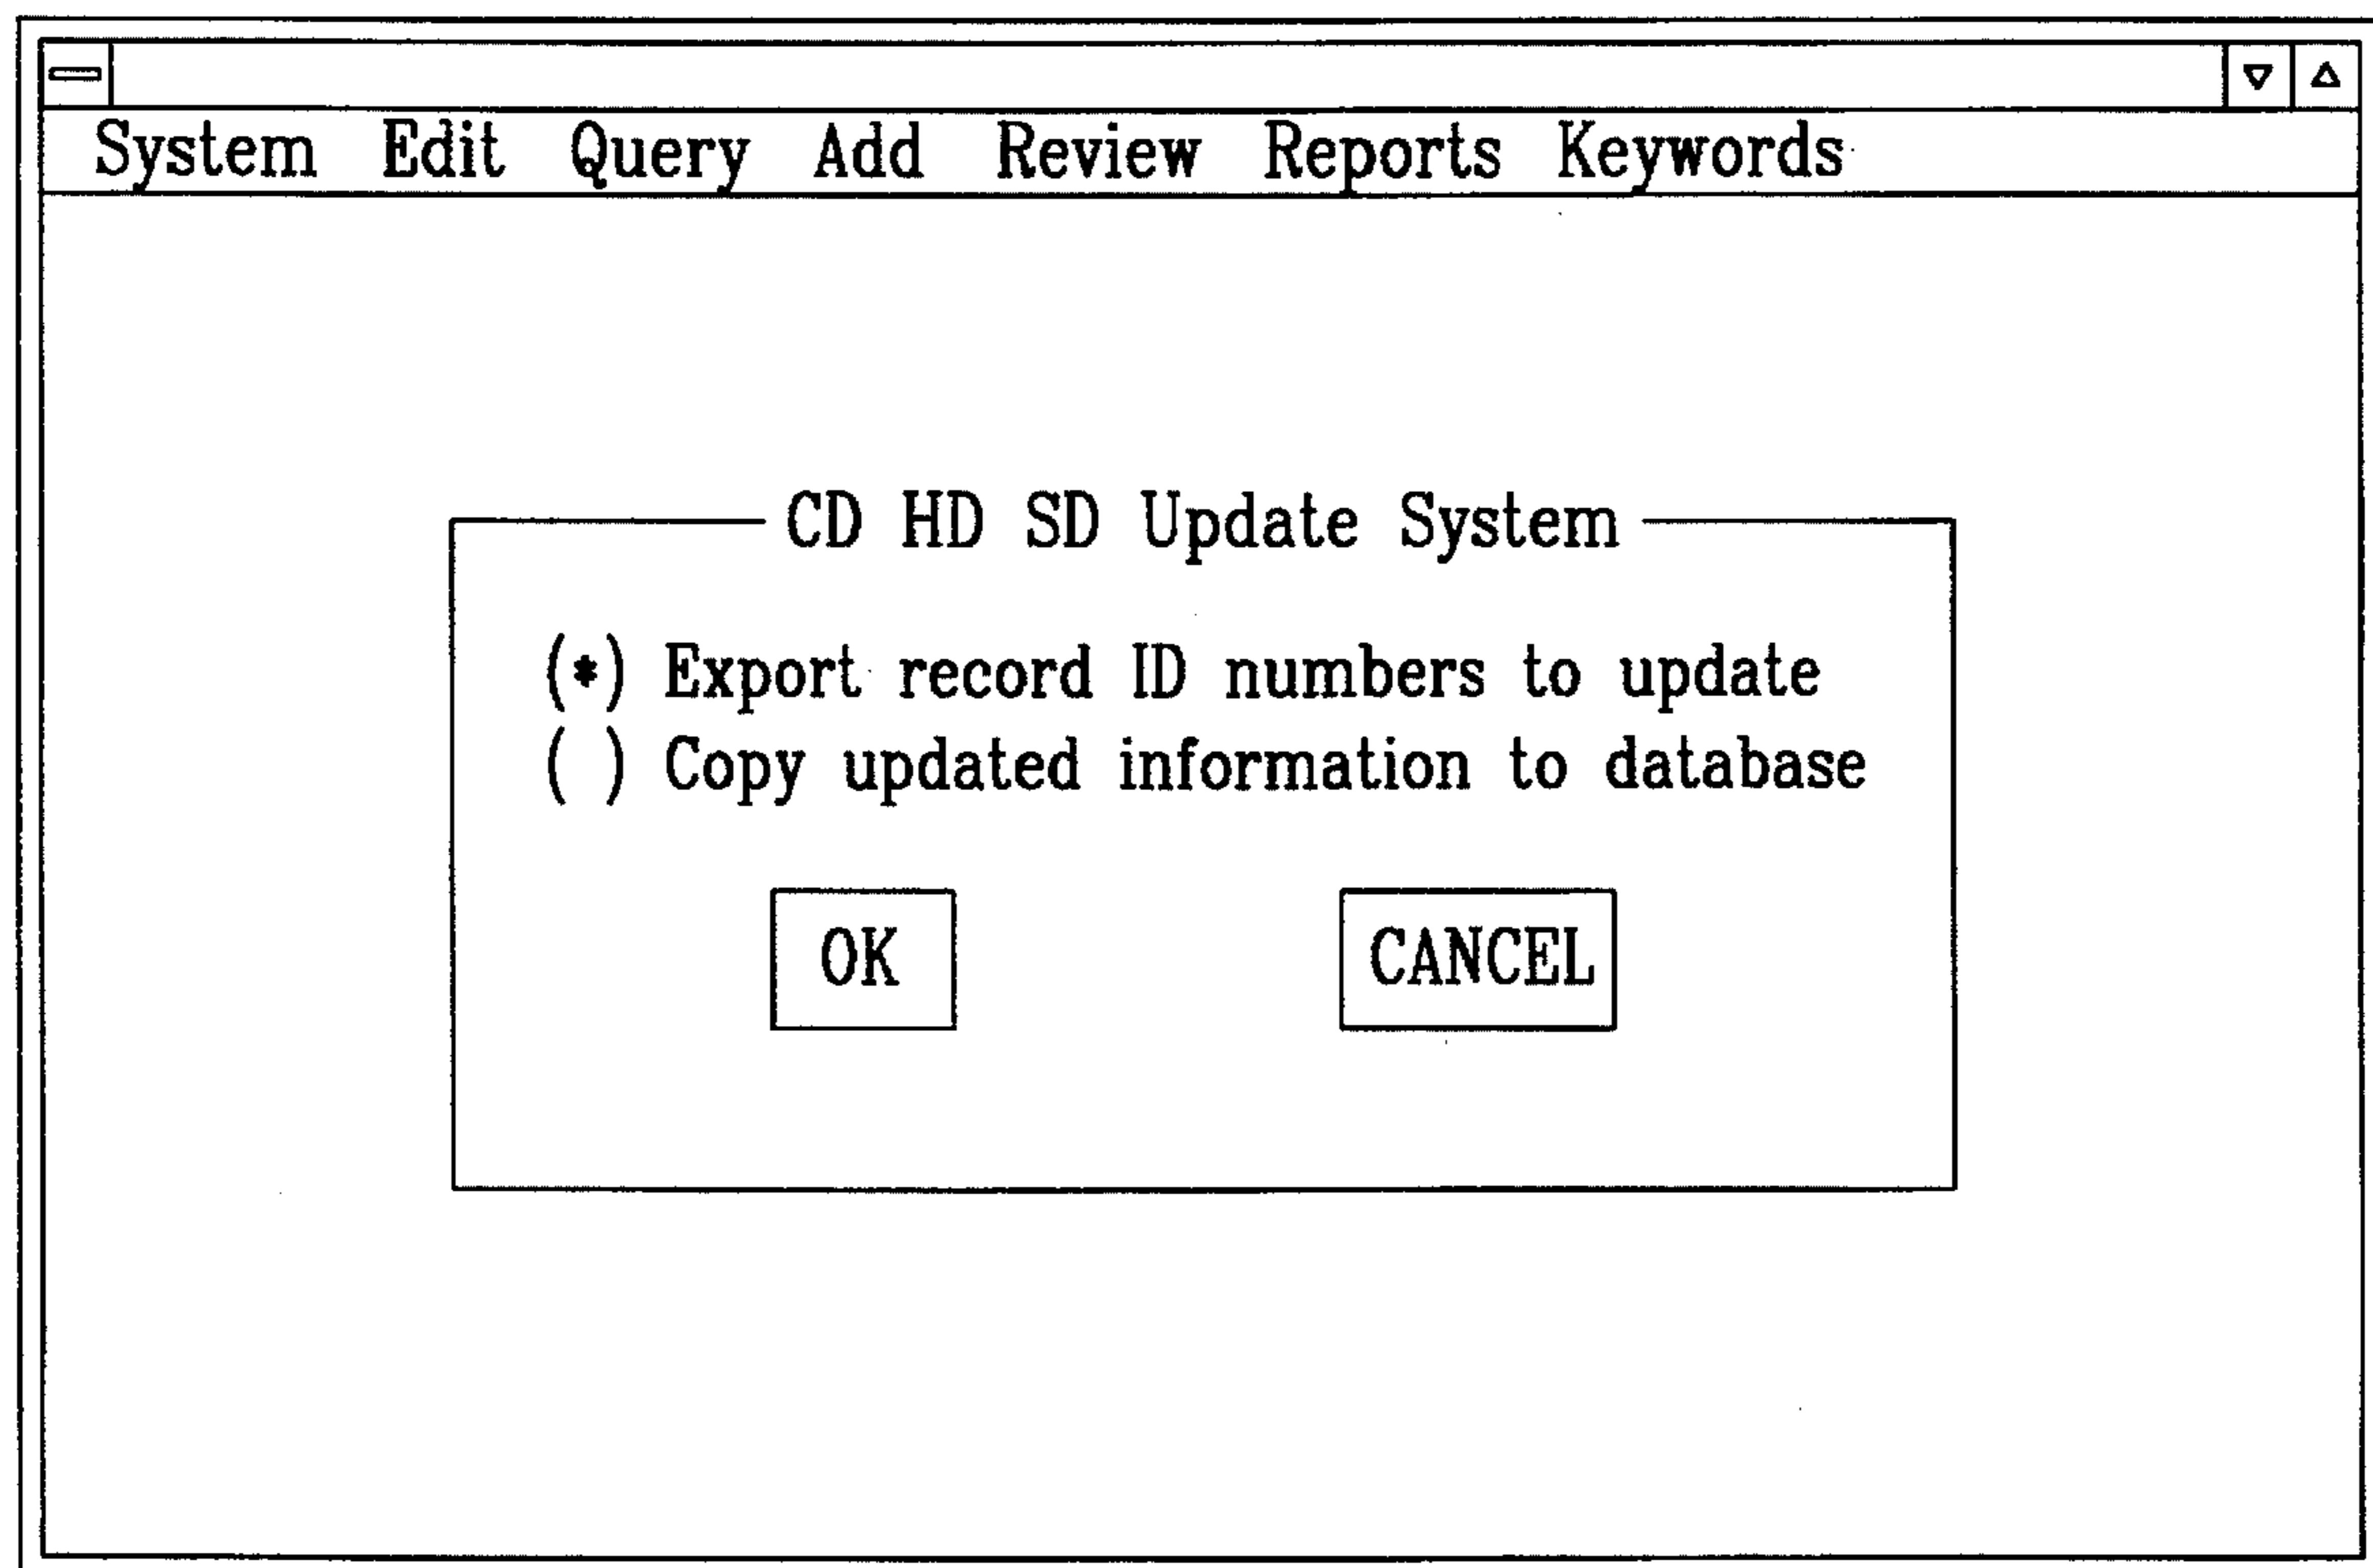 System Edit Query Add Review Reports Keywords
CD HD SD Update System
(*) Export record ID numbers to update
( ) Copy updated information to database
OK CANCEL